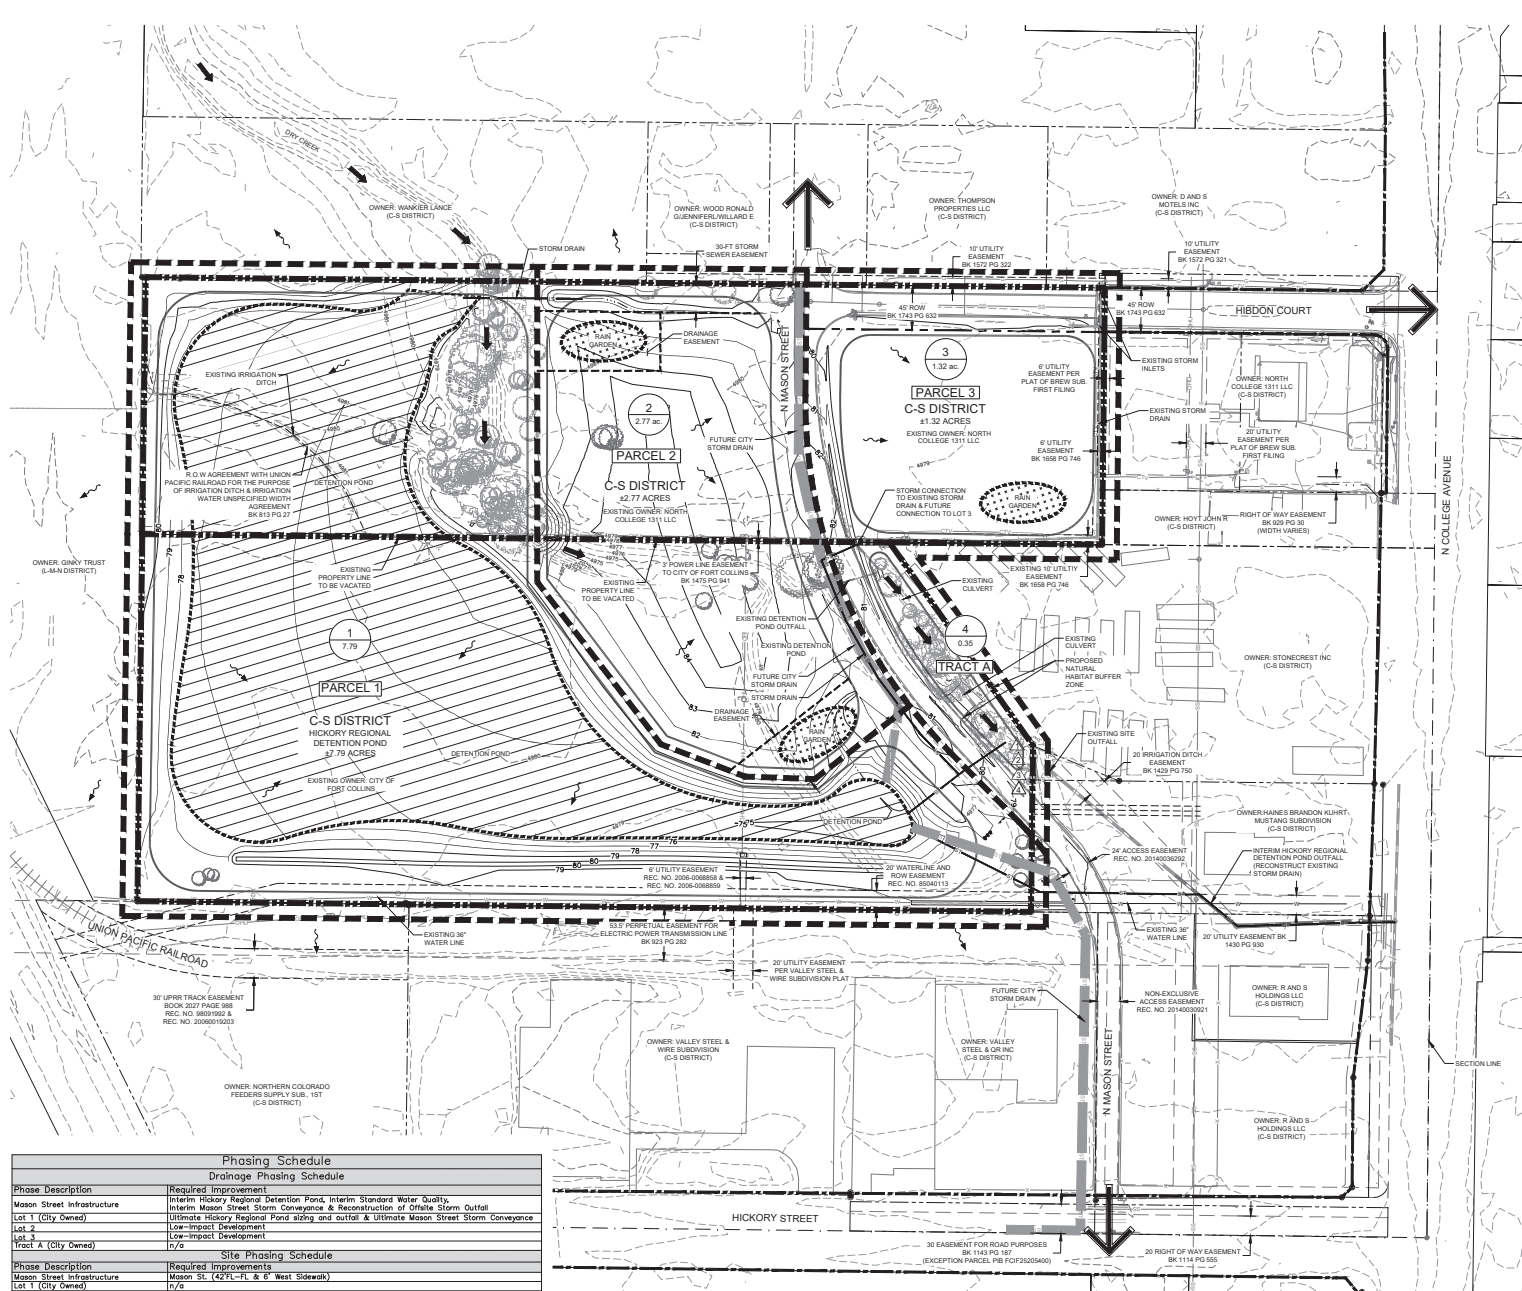 DRY CREEK
OWNER: WANKIER LANCE
(C-S DISTRICT)
OWNER: WOOD RONALD
G/JENNIFERL/WILLARD E
(C-S DISTRICT)
OWNER: THOMPSON
PROPERTIES LLC
(C-S DISTRICT)
OWNER: D AND S
MOTELS INC
(C-S DISTRICT)
STORM DRAIN
30-FT STORM
SEWER EASEMENT
10' UTILITY
EASEMENT
BK 1572 PG 322
10' UTILITY
EASEMENT
BK 1572 PG 321
45' ROW
BK 1743 PG 632
45' ROW
BK 1743 PG 632
HIBDON COURT
RAIN
GARDEN
DRAINAGE
EASEMENT
N MASON STREET
3
1.32 ac.
PARCEL 3
C-S DISTRICT
±1.32 ACRES
EXISTING OWNER: NORTH
COLLEGE 1311 LLC
6' UTILITY
EASEMENT PER
PLAT OF BREW SUB.
FIRST FILING
EXISTING STORM
INLETS
OWNER: NORTH
COLLEGE 1311 LLC
(C-S DISTRICT)
EXISTING IRRIGATION
DITCH
2
2.77 ac.
PARCEL 2
C-S DISTRICT
±2.77 ACRES
EXISTING OWNER: NORTH
COLLEGE 1311 LLC
FUTURE CITY
STORM DRAIN
EXISTING STORM
DRAIN
20' UTILITY
EASEMENT PER
PLAT OF BREW SUB.
FIRST FILING
6' UTILITY
EASEMENT
BK 1658 PG 746
R.O.W AGREEMENT WITH UNION
PACIFIC RAILROAD FOR THE PURPOSE
OF IRRIGATION DITCH & IRRIGATION
WATER UNSPECIFIED WIDTH
AGREEMENT
BK 813 PG 27
DETENTION POND
STORM CONNECTION
TO EXISTING STORM
DRAIN & FUTURE
CONNECTION TO LOT 3
RAIN
GARDEN
OWNER: HOYT JOHN R
(C-S DISTRICT)
RIGHT OF WAY EASEMENT
BK 929 PG 30
(WIDTH VARIES)
N COLLEGE AVENUE
OWNER: GINKY TRUST
(L-M-N DISTRICT)
EXISTING
PROPERTY LINE
TO BE VACATED
EXISTING
PROPERTY LINE
TO BE VACATED
3' POWER LINE EASEMENT
TO CITY OF FORT COLLINS
BK 1475 PG 941
EXISTING 10' UTILTIY
EASEMENT
BK 1658 PG 746
EXISTING
CULVERT
EXISTING DETENTION
POND OUTFALL
EXISTING DETENTION
POND
4
0.35
TRACT A
EXISTING
CULVERT
PROPOSED
NATURAL
HABITAT BUFFER
ZONE
OWNER: STONECREST INC
(C-S DISTRICT)
1
7.79
PARCEL 1
C-S DISTRICT
HICKORY REGIONAL
DETENTION POND
±7.79 ACRES
EXISTING OWNER: CITY OF
FORT COLLINS
DETENTION POND
FUTURE CITY
STORM DRAIN
STORM DRAIN
DRAINAGE
EASEMENT
RAIN
GARDEN
EXISTING SITE
OUTFALL
20 IRRIGATION DITCH
EASEMENT
BK 1429 PG 750
DETENTION POND
OWNER:HAINES BRANDON KUHRT
MUSTANG SUBDIVISION
(C-S DISTRICT)
24' ACCESS EASEMENT
REC. NO. 20140036292
INTERIM HICKORY REGIONAL
DETENTION POND OUTFALL
(RECONSTRUCT EXISTING
STORM DRAIN)
6' UTILITY EASEMENT
REC. NO. 2006-0068858 &
REC. NO. 2006-0068859
20' WATERLINE AND
ROW EASEMENT
REC. NO. 85040113
UNION PACIFIC RAILROAD
EXISTING 36"
WATER LINE
53.5' PERPETUAL EASEMENT FOR
ELECTRIC POWER TRANSMISSION LINE
BK 923 PG 282
EXISTING 36"
WATER LINE
20' UTILITY EASEMENT BK
1430 PG 930
20' UTILITY EASEMENT
PER VALLEY STEEL &
WIRE SUBDIVISION PLAT
30' UPRR TRACK EASEMENT
BOOK 2027 PAGE 988
REC. NO. 98091992 &
REC. NO. 20060019203
FUTURE CITY
STORM DRAIN
NON-EXCLUSIVE
ACCESS EASEMENT
REC. NO. 20140030921
OWNER: R AND S
HOLDINGS LLC
(C-S DISTRICT)
OWNER: VALLEY STEEL &
WIRE SUBDIVISION
(C-S DISTRICT)
OWNER: VALLEY
STEEL & QR INC
(C-S DISTRICT)
N MASON STREET
SECTION LINE
OWNER: NORTHERN COLORADO
FEEDERS SUPPLY SUB., 1ST
(C-S DISTRICT)
OWNER: R AND S
HOLDINGS LLC
(C-S DISTRICT)
HICKORY STREET
30 EASEMENT FOR ROAD PURPOSES
BK 1143 PG 187
(EXCEPTION PARCEL PIB FCIF25205400)
20 RIGHT OF WAY EASEMENT
BK 1114 PG 555
Phasing Schedule
Drainage Phasing Schedule
Phase Description Required Improvement
Mason Street Infrastructure Interim Hickory Regional Detention Pond, Interim Standard Water Quality,
Interim Mason Street Storm Conveyance & Reconstruction of Offsite Storm Outfall
Lot 1 (City Owned) Ultimate Hickory Regional Pond sizing and outfall & Ultimate Mason Street Storm Conveyance
Lot 2 Low-Impact Development
Lot 3 Low-Impact Development
Tract A (City Owned) n/a
Site Phasing Schedule
Phase Description Required Improvements
Mason Street Infrastructure Mason St. (42'FL-FL & 6' West Sidewalk)
Lot 1 (City Owned) n/a